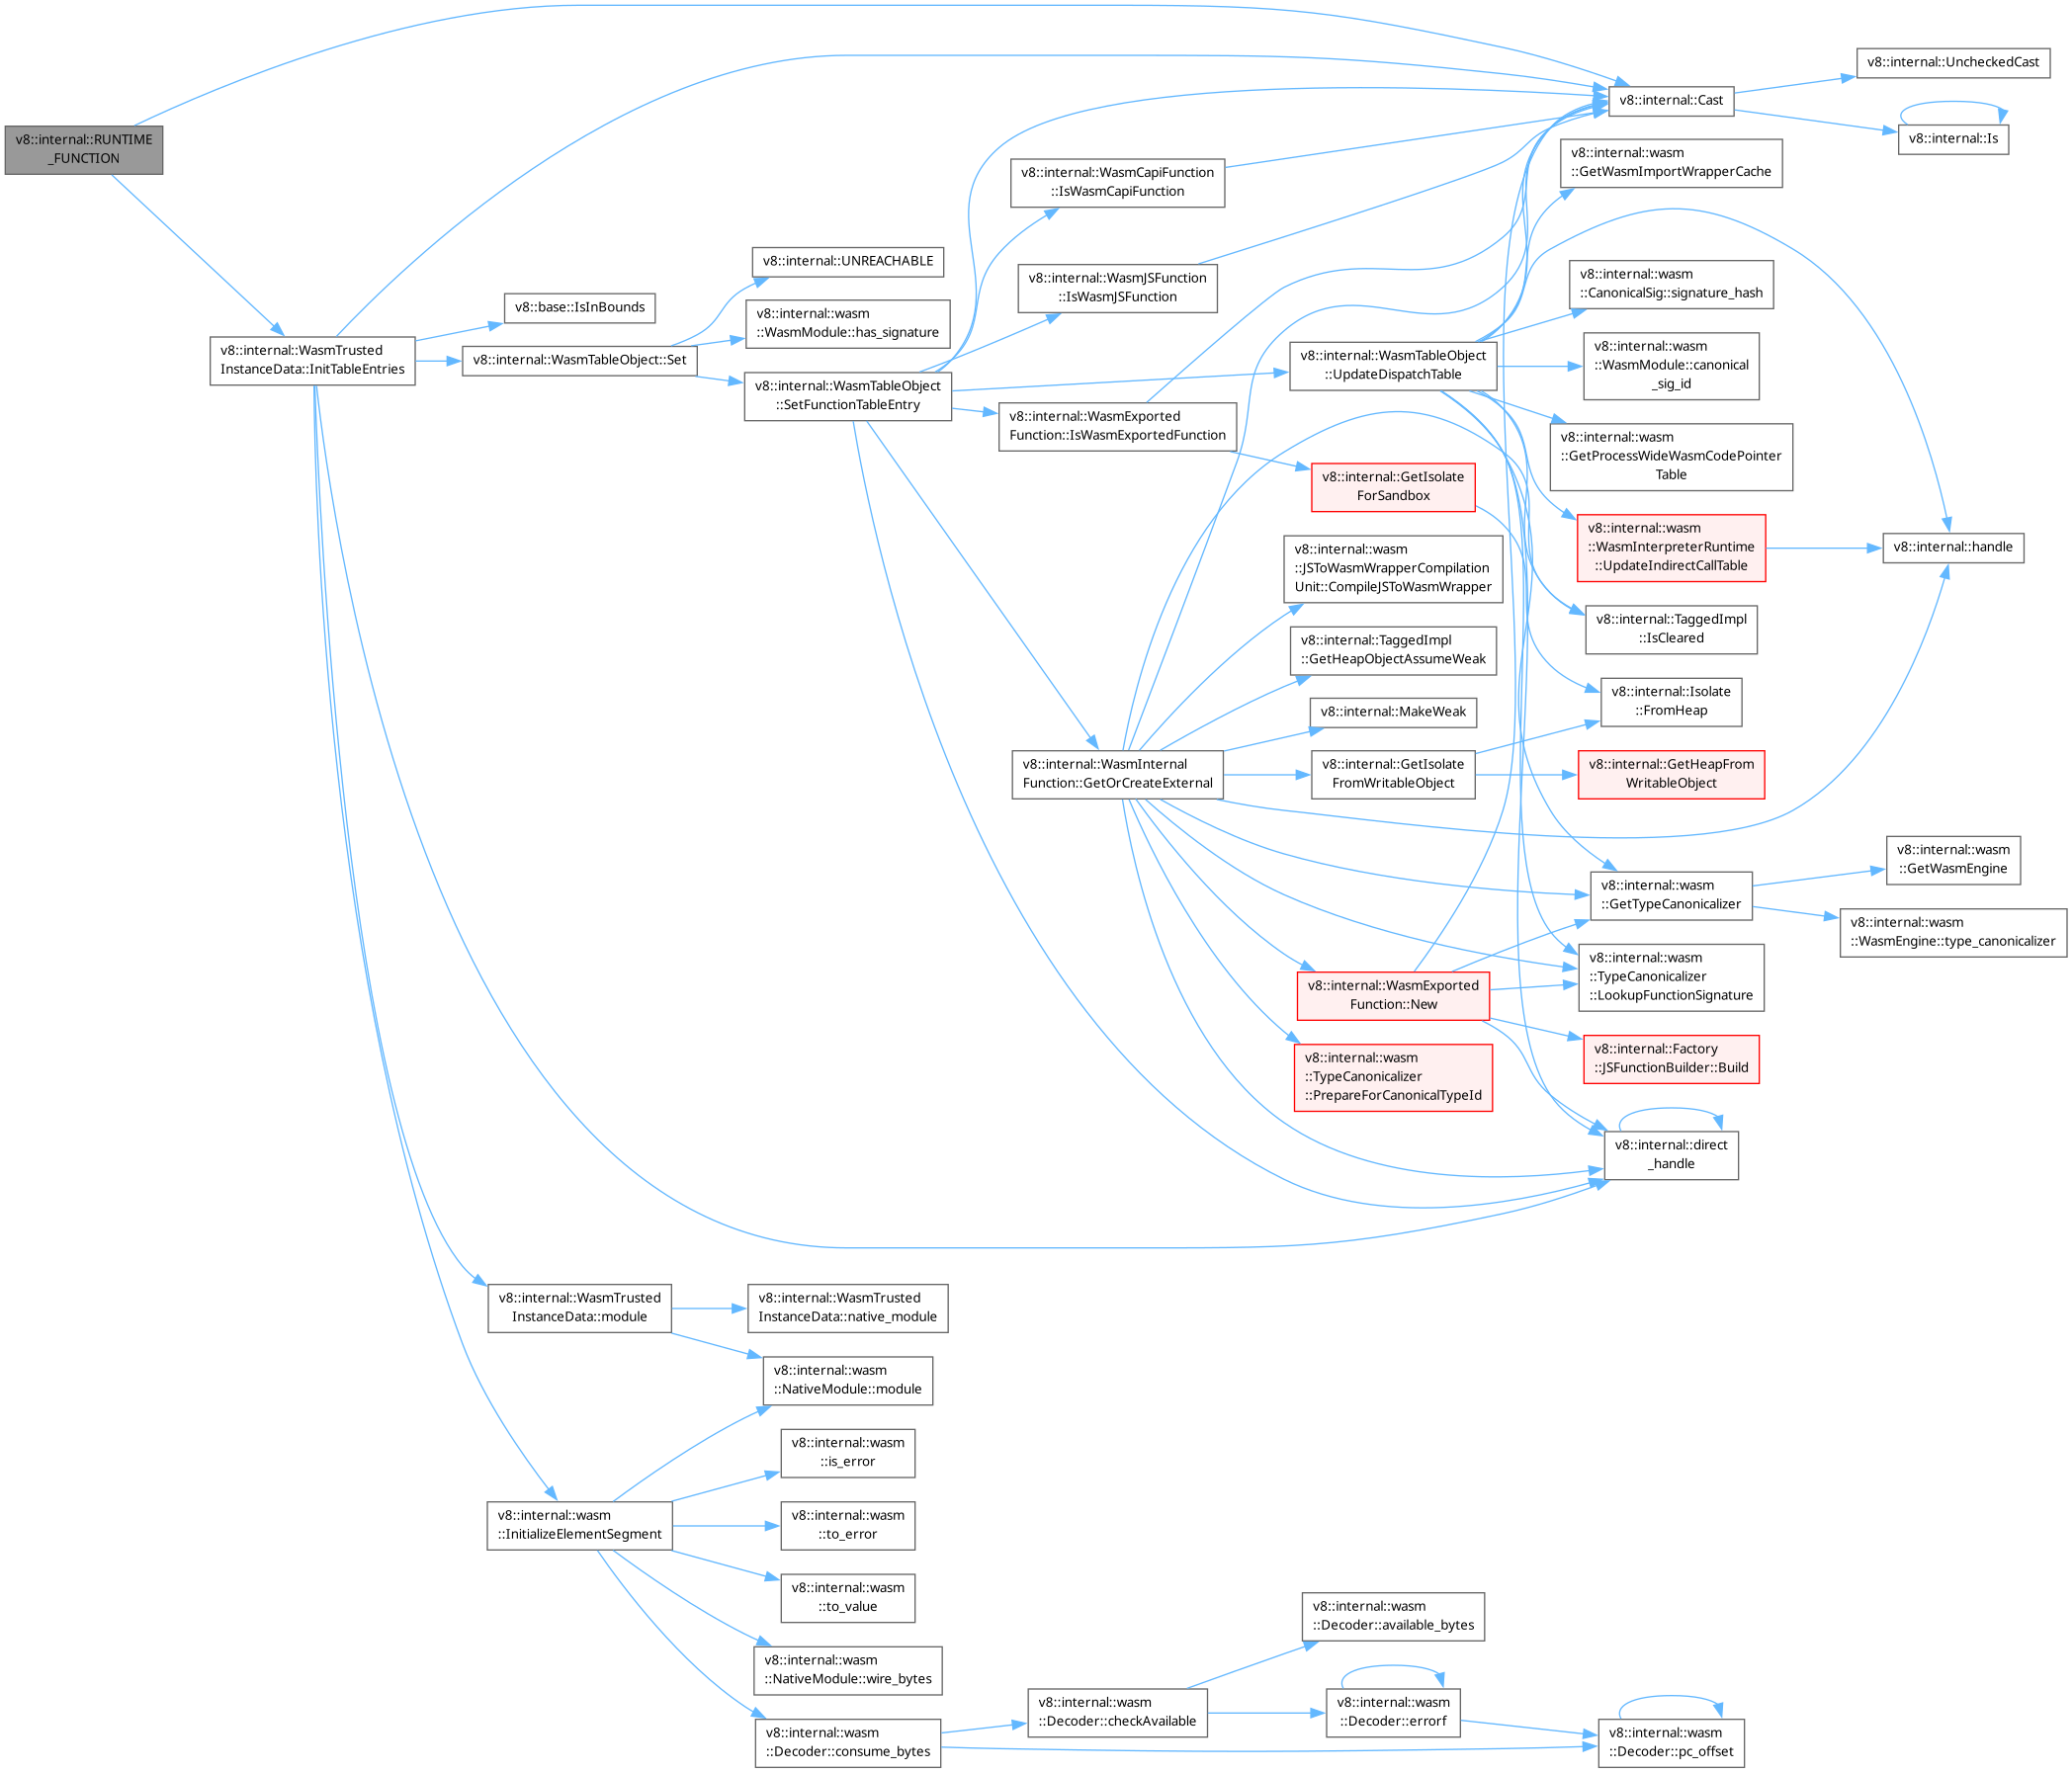 v8::internal::RUNTIME
_FUNCTION
v8::internal::WasmTrusted
InstanceData::InitTableEntries
v8::base::IsInBounds
v8::internal::WasmTableObject::Set
v8::internal::UNREACHABLE
v8::internal::wasm
::WasmModule::has_signature
v8::internal::WasmTableObject
::SetFunctionTableEntry
v8::internal::WasmCapiFunction
::IsWasmCapiFunction
v8::internal::WasmJSFunction
::IsWasmJSFunction
v8::internal::WasmExported
Function::IsWasmExportedFunction
v8::internal::WasmInternal
Function::GetOrCreateExternal
v8::internal::WasmTableObject
::UpdateDispatchTable
v8::internal::GetIsolate
ForSandbox
v8::internal::wasm
::JSToWasmWrapperCompilation
Unit::CompileJSToWasmWrapper
v8::internal::TaggedImpl
::GetHeapObjectAssumeWeak
v8::internal::MakeWeak
v8::internal::GetIsolate
FromWritableObject
v8::internal::WasmExported
Function::New
v8::internal::wasm
::TypeCanonicalizer
::PrepareForCanonicalTypeId
v8::internal::Cast
v8::internal::UncheckedCast
v8::internal::Is
v8::internal::wasm
::GetWasmImportWrapperCache
v8::internal::wasm
::CanonicalSig::signature_hash
v8::internal::wasm
::WasmModule::canonical
_sig_id
v8::internal::wasm
::GetProcessWideWasmCodePointer
Table
v8::internal::wasm
::WasmInterpreterRuntime
::UpdateIndirectCallTable
v8::internal::handle
v8::internal::TaggedImpl
::IsCleared
v8::internal::Isolate
::FromHeap
v8::internal::GetHeapFrom
WritableObject
v8::internal::wasm
::GetTypeCanonicalizer
v8::internal::wasm
::GetWasmEngine
v8::internal::wasm
::WasmEngine::type_canonicalizer
v8::internal::wasm
::TypeCanonicalizer
::LookupFunctionSignature
v8::internal::Factory
::JSFunctionBuilder::Build
v8::internal::direct
_handle
v8::internal::WasmTrusted
InstanceData::module
v8::internal::WasmTrusted
InstanceData::native_module
v8::internal::wasm
::NativeModule::module
v8::internal::wasm
::InitializeElementSegment
v8::internal::wasm
::is_error
v8::internal::wasm
::to_error
v8::internal::wasm
::to_value
v8::internal::wasm
::NativeModule::wire_bytes
v8::internal::wasm
::Decoder::consume_bytes
v8::internal::wasm
::Decoder::checkAvailable
v8::internal::wasm
::Decoder::available_bytes
v8::internal::wasm
::Decoder::errorf
v8::internal::wasm
::Decoder::pc_offset